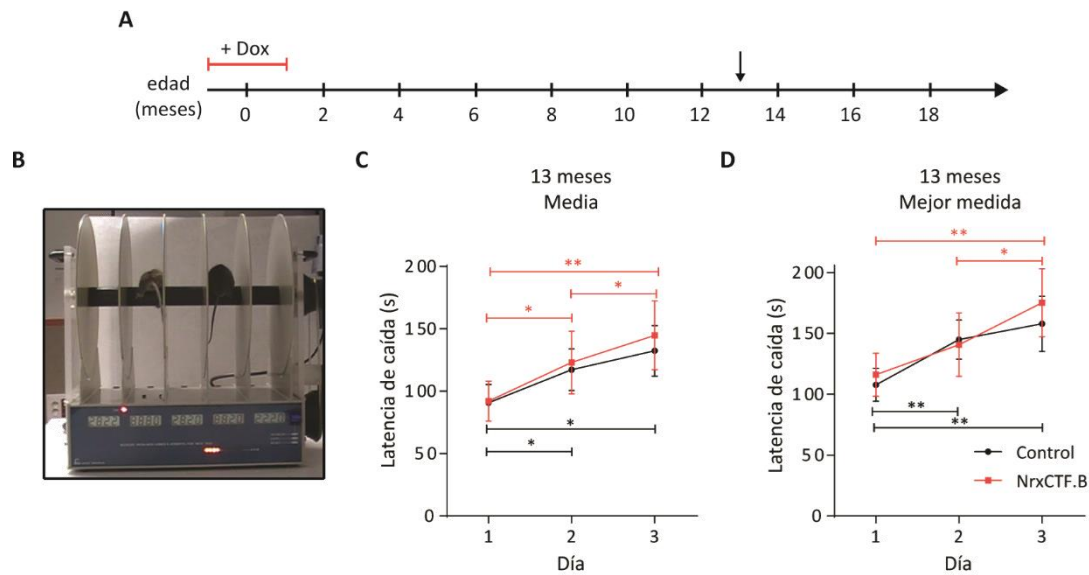 A
+ Dox
edad
(meses)
0 2 4 6 8 10 12 14 16 18
B
C
13 meses
Media
Latencia de caída (s)
200
150
100
50
0
** 
* *
*
*
1 2 3
Día
D
13 meses
Mejor medida
Latencia de caída (s)
200
150
100
50
0
**
*
**
**
Control
NrxCTF.B
1 2 3
Día